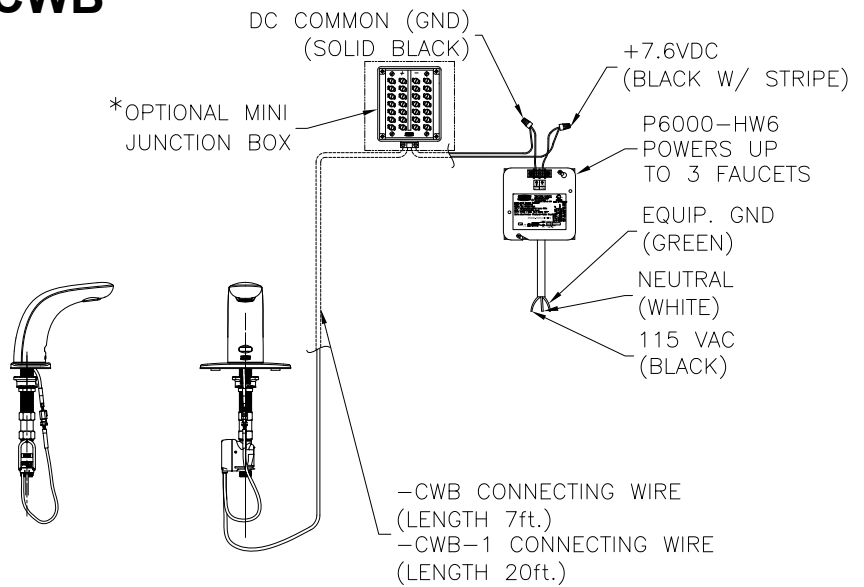 CWB
DC COMMON (GND)
(SOLID BLACK)
+7.6VDC
(BLACK W/ STRIPE)
*OPTIONAL MINI
JUNCTION BOX
P6000-HW6
POWERS UP
TO 3 FAUCETS
EQUIP. GND
(GREEN)
NEUTRAL
(WHITE)
115 VAC
(BLACK)
-CWB CONNECTING WIRE
(LENGTH 7ft.)
-CWB-1 CONNECTING WIRE
(LENGTH 20ft.)